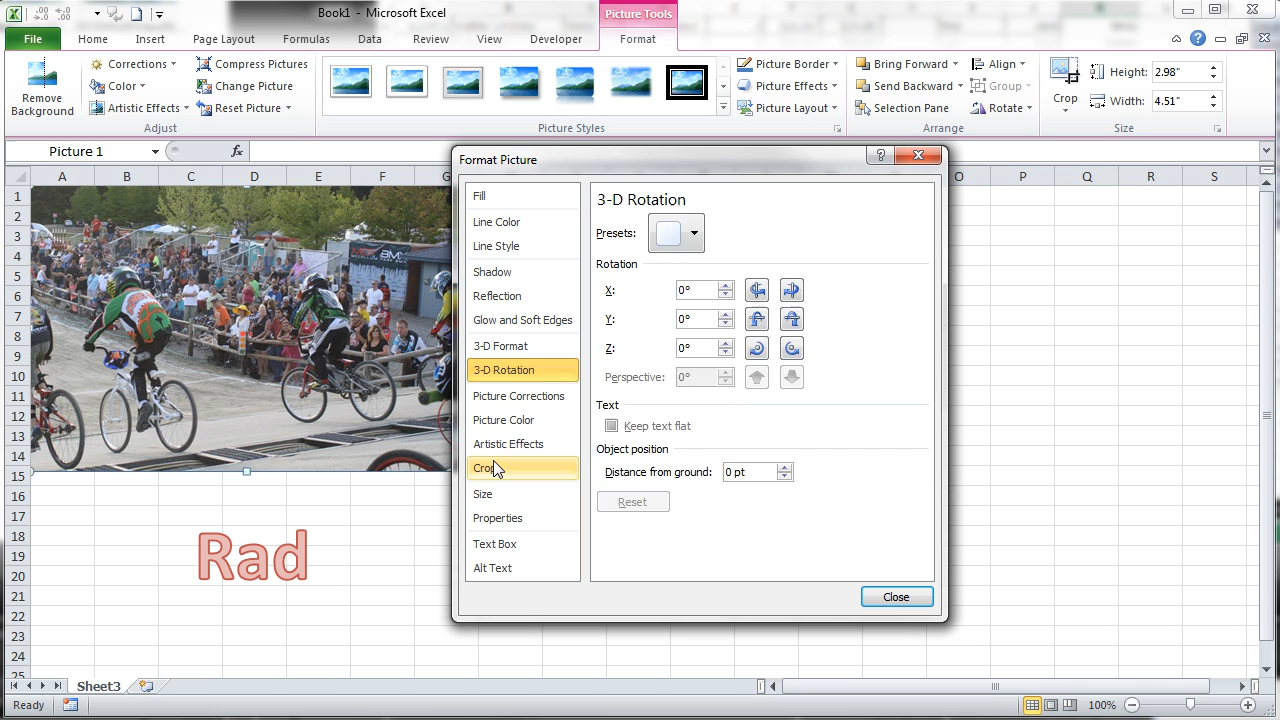 Book1 - Microsoft Excel
Picture Tools
File Home Insert Page Layout Formulas Data Review View Developer Format
Remove Background
Corrections
Color
Artistic Effects
Compress Pictures
Change Picture
Reset Picture
Adjust
Picture Styles
Picture Border
Picture Effects
Picture Layout
Bring Forward
Send Backward
Selection Pane
Align
Group
Rotate
Arrange
Crop
Height: 2.98"
Width: 4.51"
Size
Picture 1
fx
A B C D E F G O P Q R S
1
2
3
4
5
6
7
8
9
10
11
12
13
14
15
16
17
18
19
20
21
22
23
24
25
Rad
Format Picture
Fill
Line Color
Line Style
Shadow
Reflection
Glow and Soft Edges
3-D Format
3-D Rotation
Picture Corrections
Picture Color
Artistic Effects
Crop
Size
Properties
Text Box
Alt Text
3-D Rotation
Presets:
Rotation
X: 0°
Y: 0°
Z: 0°
Perspective: 0°
Text
Keep text flat
Object position
Distance from ground: 0 pt
Reset
Close
Sheet3
Ready
100%